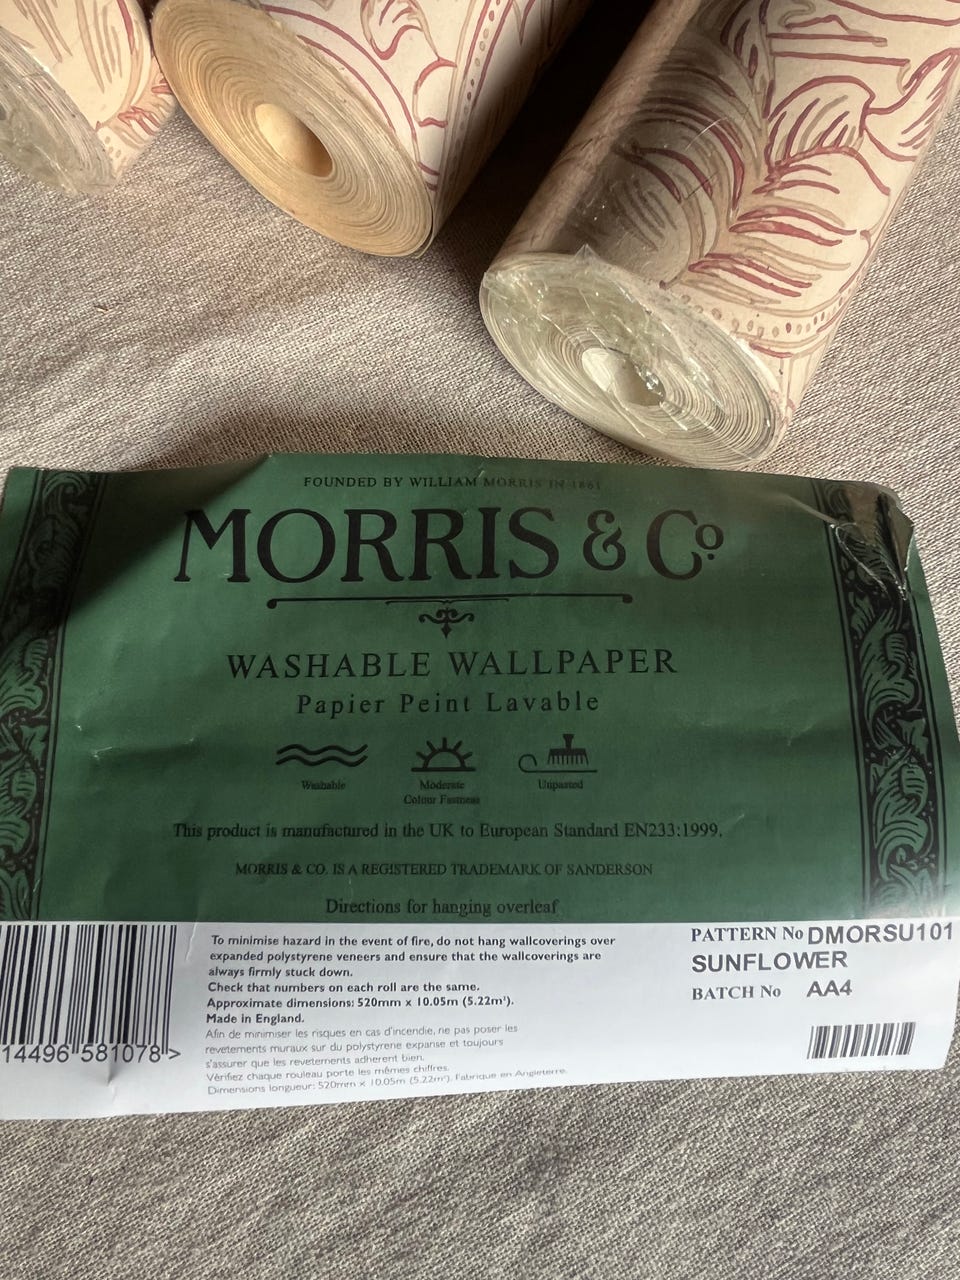 FOUNDED BY WILLIAM MORRIS IN 1861
MORRIS & Co.
WASHABLE WALLPAPER
Papier Peint Lavable
Washable
Moderate
Colour Fastness
Unpasted
This product is manufactured in the UK to European Standard EN233:1999.
MORRIS & CO. IS A REGISTERED TRADEMARK OF SANDERSON
Directions for hanging overleaf
14496 581078 >
To minimise hazard in the event of fire, do not hang wallcoverings over
expanded polystyrene veneers and ensure that the wallcoverings are
always firmly stuck down.
Check that numbers on each roll are the same.
Approximate dimensions: 520mm x 10.05m (5.22m²).
Made in England.
Afin de minimiser les risques en cas d'incendie, ne pas poser les
revetements muraux sur du polystyrene expanse et toujours
s'assurer que les revetements adherent bien.
Vérifiez chaque rouleau porte les mêmes chiffres.
Dimensions longueur: 520mm x 10.05m (5.22m²). Fabrique en Angleterre.
PATTERN No DMORSU101
SUNFLOWER
BATCH No AA4